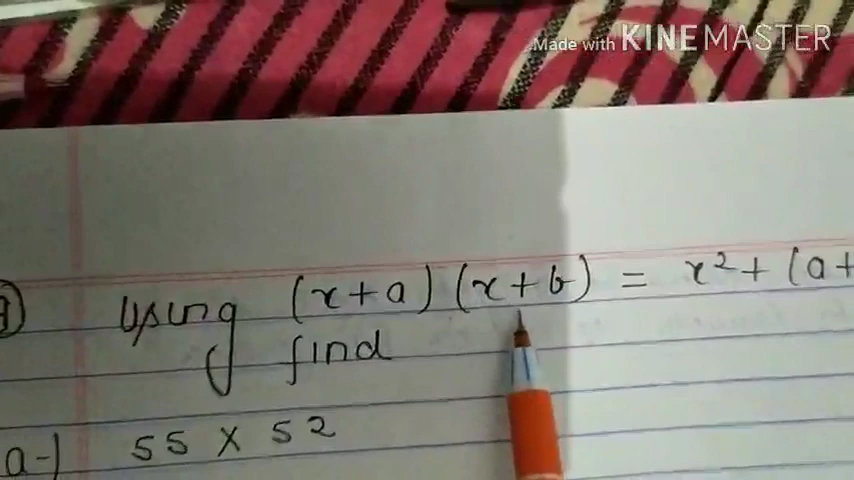 Made with KINEMASTER
using (x+a) (x+b) = x² + (a+
find
a-) 55 x 52